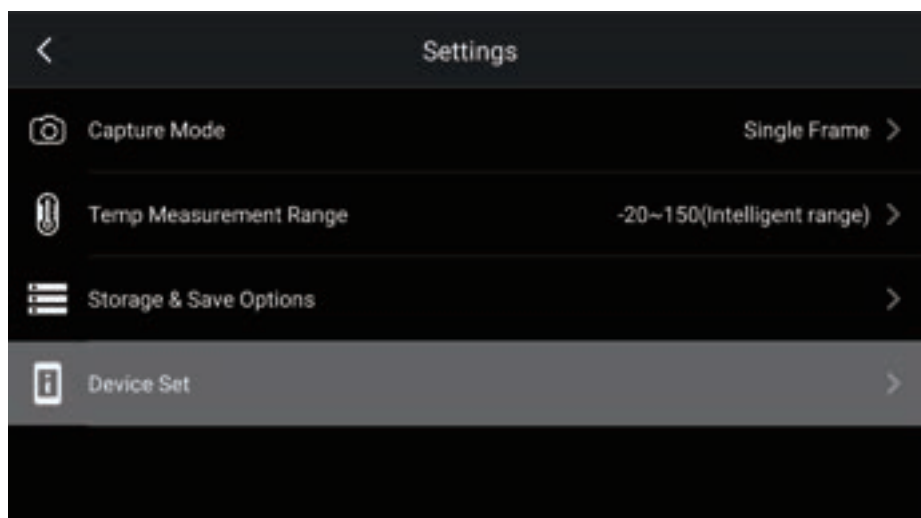 Settings
Capture Mode Single Frame
Temp Measurement Range -20~150(Intelligent range)
Storage & Save Options
Device Set